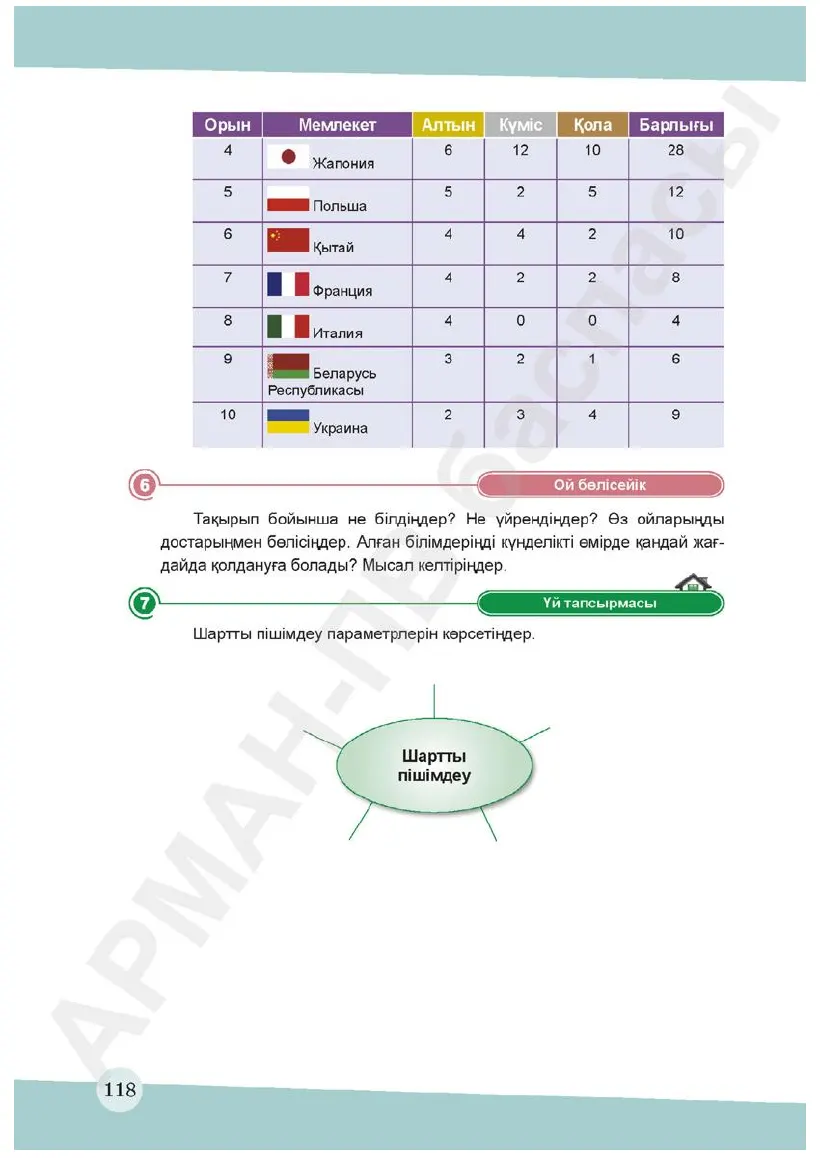 Орын Мемлекет Алтын Күміс Қола Барлығы
4 Жапония 6 12 10 28
5 Польша 5 2 5 12
6 Қытай 4 4 2 10
7 Франция 4 2 2 8
8 Италия 4 0 0 4
9 Беларусь Республикасы 3 2 1 6
10 Украина 2 3 4 9
6 Ой бөлісейік
Тақырып бойынша не білдіңдер? Не үйрендіңдер? Өз ойларыңды
достарыңмен бөлісіңдер. Алған білімдеріңді күнделікті өмірде қандай жағ-
дайда қолдануға болады? Мысал келтіріңдер.
7 Үй тапсырмасы
Шартты пішімдеу параметрлерін көрсетіңдер.
Шартты
пішімдеу
118
АРМАН-ПВ баспасы